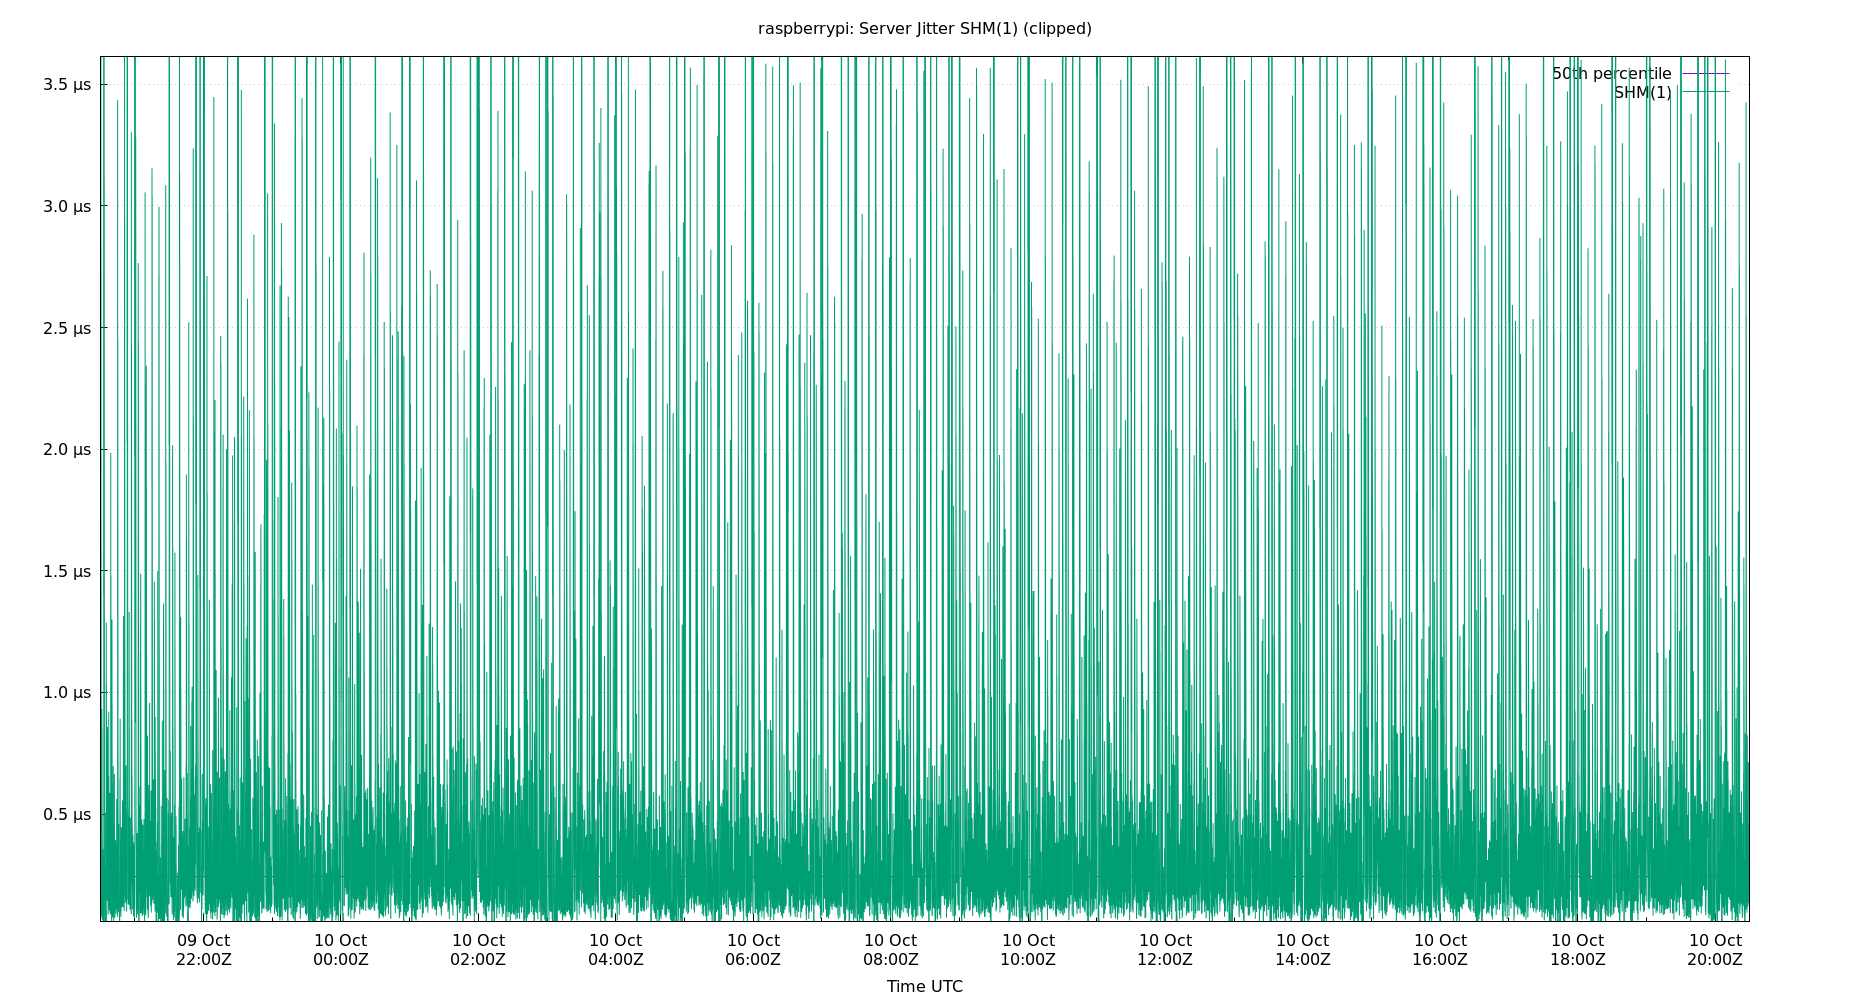 raspberrypi: Server Jitter SHM(1) (clipped)
50th percentile
SHM(1)
3.5 μs
3.0 μs
2.5 μs
2.0 μs
1.5 μs
1.0 μs
0.5 μs
09 Oct 10 Oct 10 Oct 10 Oct 10 Oct 10 Oct 10 Oct 10 Oct 10 Oct 10 Oct 10 Oct 10 Oct
22:00Z 00:00Z 02:00Z 04:00Z 06:00Z 08:00Z 10:00Z 12:00Z 14:00Z 16:00Z 18:00Z 20:00Z
Time UTC